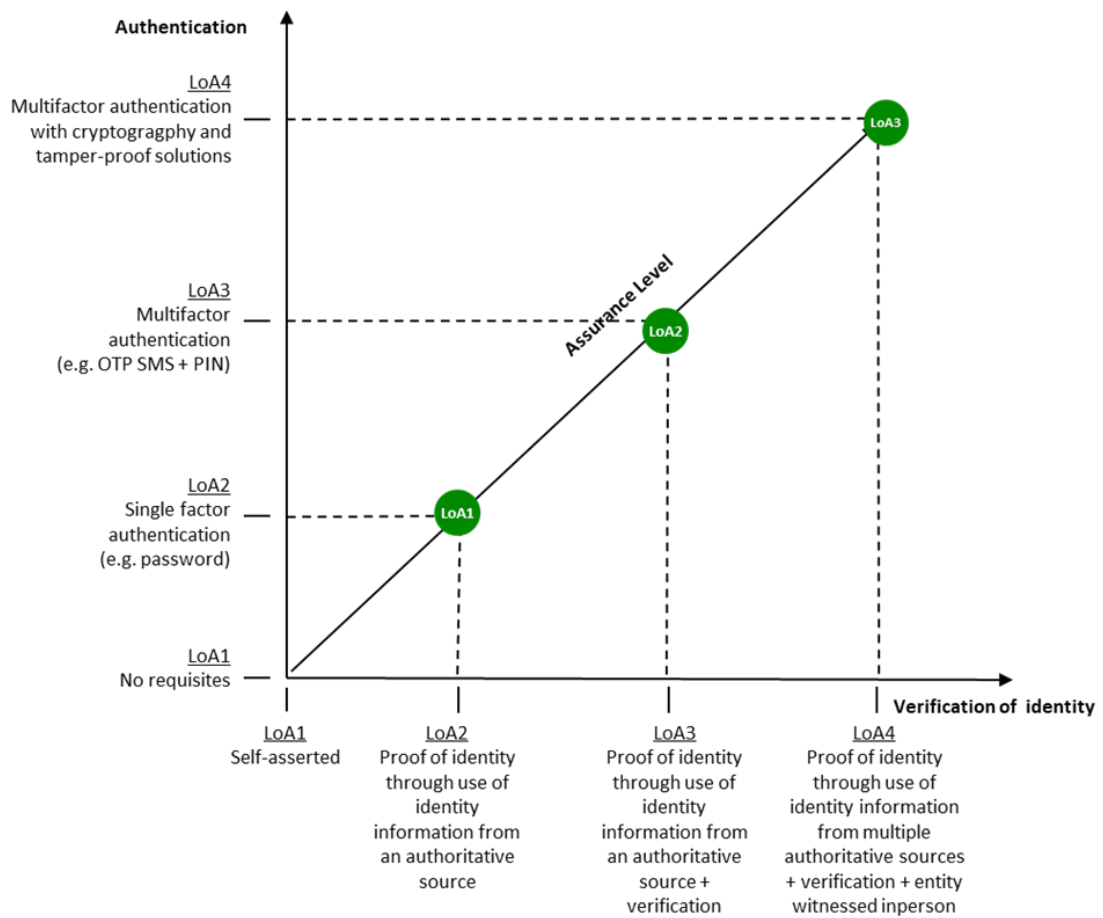 Authentication
LoA4
Multifactor authentication
with cryptogragphy and
tamper-proof solutions
LoA3
LoA3
Multifactor
authentication
(e.g. OTP SMS + PIN)
Assurance Level
LoA2
LoA2
Single factor
authentication
(e.g. password)
LoA1
LoA1
No requisites
Verification of identity
LoA1
Self-asserted
LoA2
Proof of identity
through use of
identity
information from
an authoritative
source
LoA3
Proof of identity
through use of
identity
information from
an authoritative
source +
verification
LoA4
Proof of identity
through use of
identity information
from multiple
authoritative sources
+ verification + entity
witnessed inperson